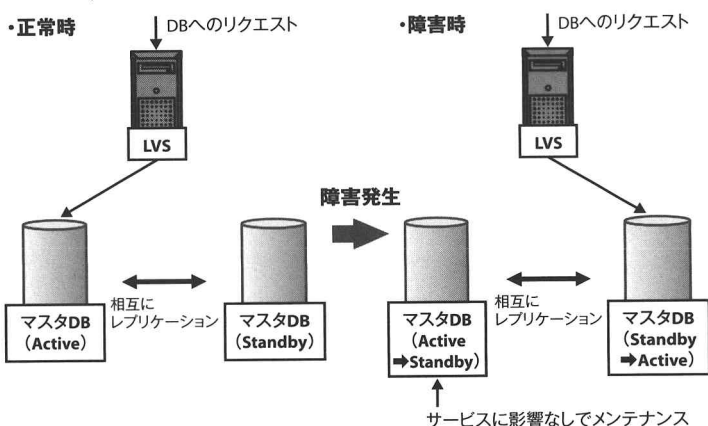 ・正常時
DBへのリクエスト
LVS
相互に
レプリケーション
マスタDB
(Active)
マスタDB
(Standby)
障害発生
・障害時
DBへのリクエスト
LVS
相互に
レプリケーション
マスタDB
(Active
➡Standby)
マスタDB
(Standby
➡Active)
サービスに影響なしでメンテナンス